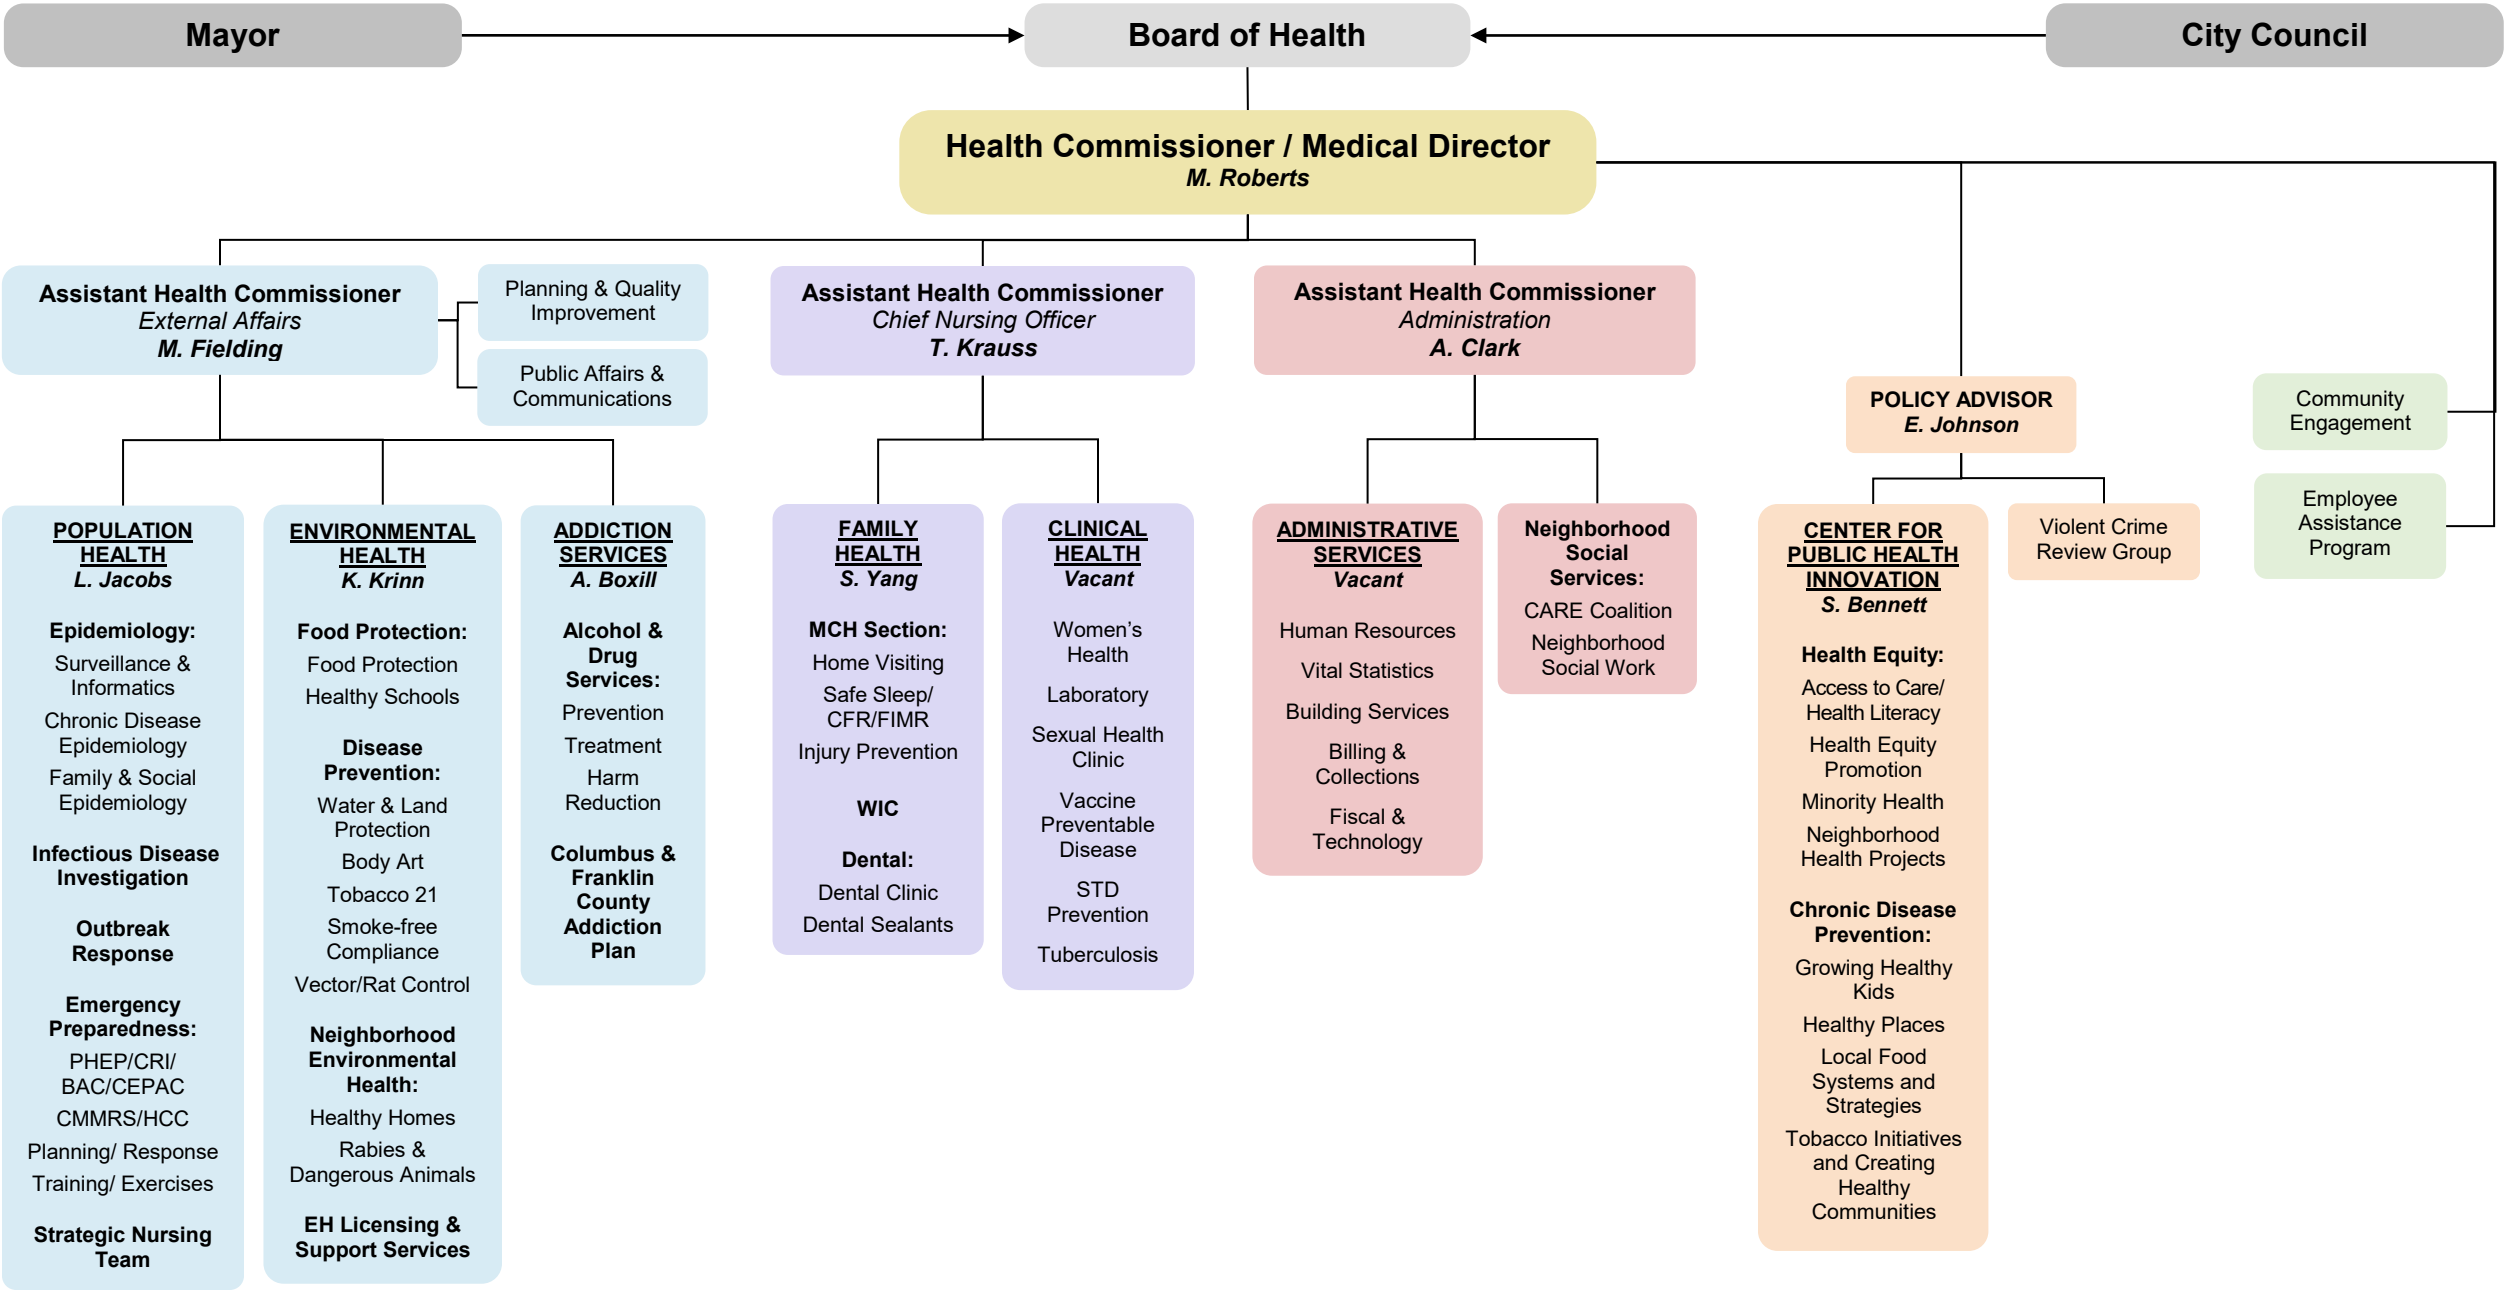 Mayor
Board of Health
City Council
Health Commissioner / Medical Director
M. Roberts
Assistant Health Commissioner
External Affairs
M. Fielding
Planning & Quality
Improvement
Public Affairs &
Communications
Assistant Health Commissioner
Chief Nursing Officer
T. Krauss
Assistant Health Commissioner
Administration
A. Clark
POLICY ADVISOR
E. Johnson
Community
Engagement
Employee
Assistance
Program
POPULATION
HEALTH
L. Jacobs
Epidemiology:
Surveillance &
Informatics
Chronic Disease
Epidemiology
Family & Social
Epidemiology
Infectious Disease
Investigation
Outbreak
Response
Emergency
Preparedness:
PHEP/CRI/
BAC/CEPAC
CMMRS/HCC
Planning/ Response
Training/ Exercises
Strategic Nursing
Team
ENVIRONMENTAL
HEALTH
K. Krinn
Food Protection:
Food Protection
Healthy Schools
Disease
Prevention:
Water & Land
Protection
Body Art
Tobacco 21
Smoke-free
Compliance
Vector/Rat Control
Neighborhood
Environmental
Health:
Healthy Homes
Rabies &
Dangerous Animals
EH Licensing &
Support Services
ADDICTION
SERVICES
A. Boxill
Alcohol &
Drug
Services:
Prevention
Treatment
Harm
Reduction
Columbus &
Franklin
County
Addiction
Plan
FAMILY
HEALTH
S. Yang
MCH Section:
Home Visiting
Safe Sleep/
CFR/FIMR
Injury Prevention
WIC
Dental:
Dental Clinic
Dental Sealants
CLINICAL
HEALTH
Vacant
Women’s
Health
Laboratory
Sexual Health
Clinic
Vaccine
Preventable
Disease
STD
Prevention
Tuberculosis
ADMINISTRATIVE
SERVICES
Vacant
Human Resources
Vital Statistics
Building Services
Billing &
Collections
Fiscal &
Technology
Neighborhood
Social
Services:
CARE Coalition
Neighborhood
Social Work
CENTER FOR
PUBLIC HEALTH
INNOVATION
S. Bennett
Health Equity:
Access to Care/
Health Literacy
Health Equity
Promotion
Minority Health
Neighborhood
Health Projects
Chronic Disease
Prevention:
Growing Healthy
Kids
Healthy Places
Local Food
Systems and
Strategies
Tobacco Initiatives
and Creating
Healthy
Communities
Violent Crime
Review Group